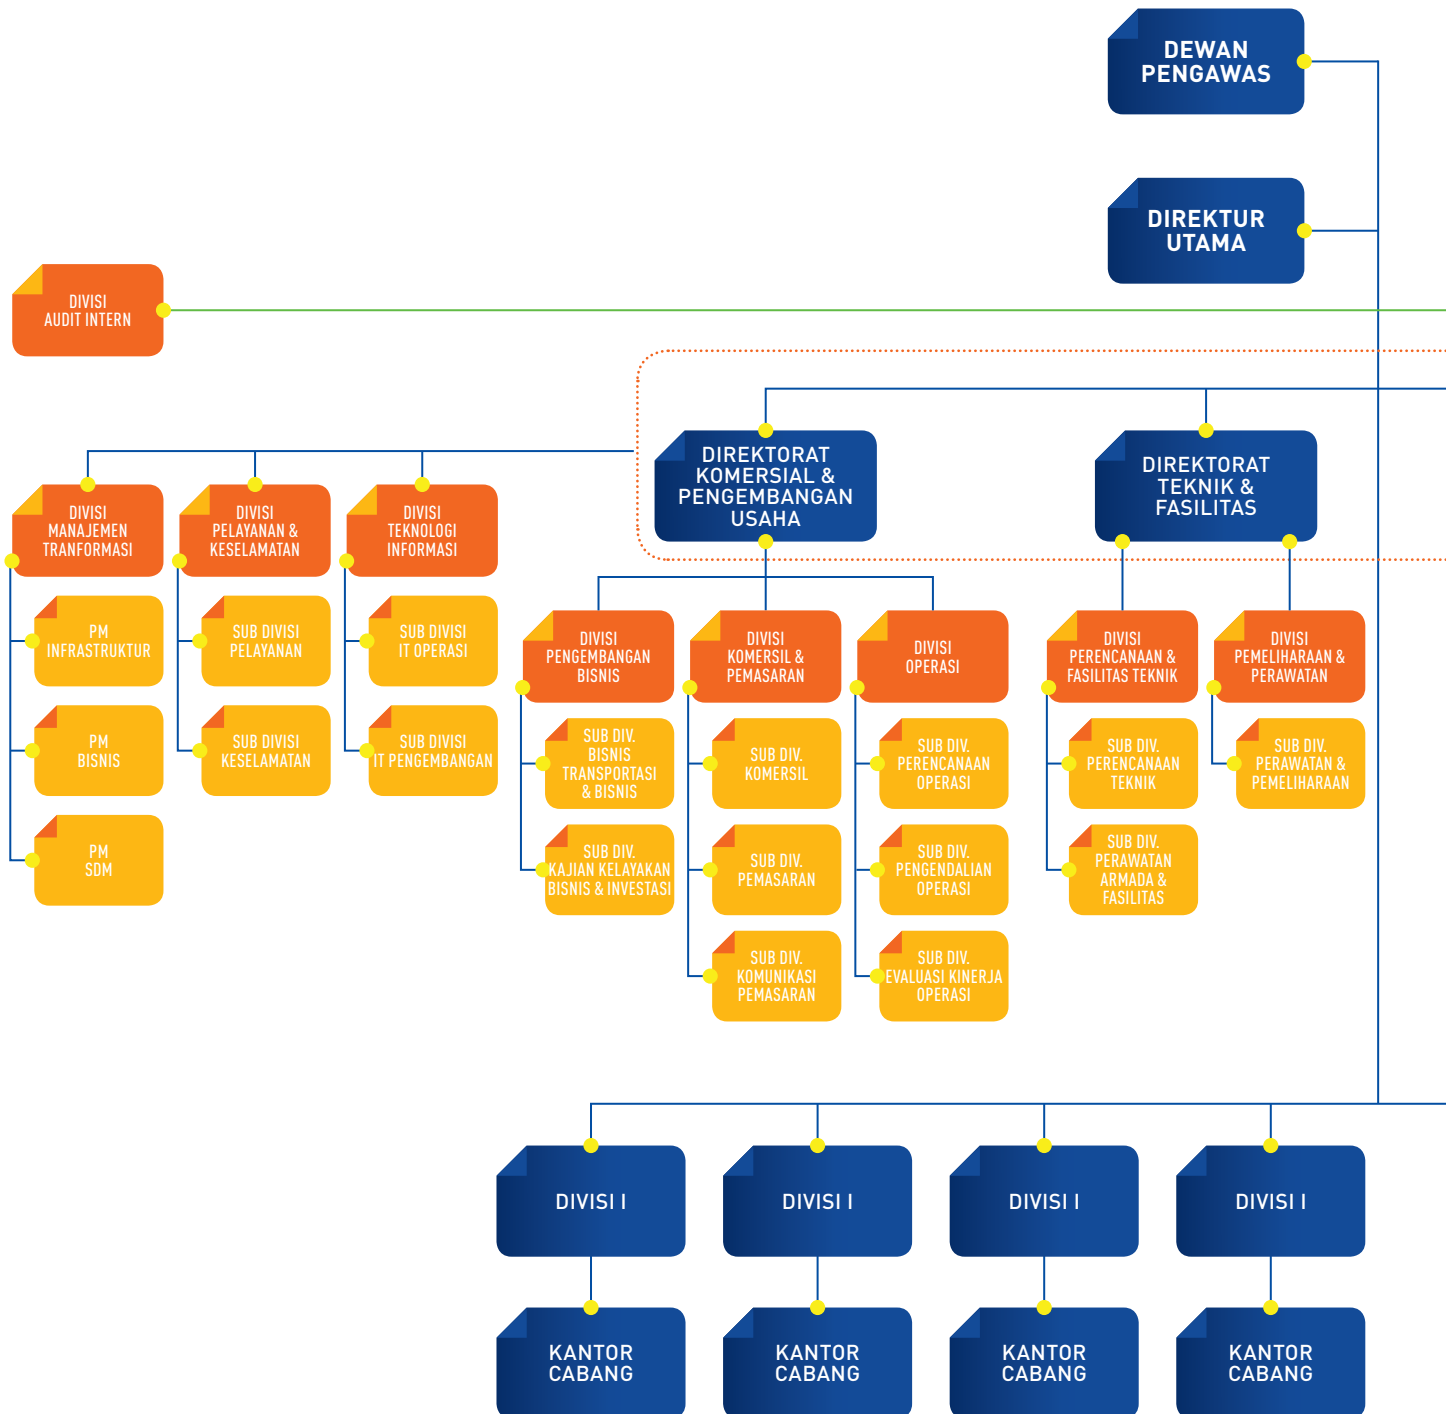 DEWAN
PENGAWAS
DIREKTUR
UTAMA
DIVISI
AUDIT INTERN
DIREKTORAT
KOMERSIAL &
PENGEMBANGAN
USAHA
DIREKTORAT
TEKNIK &
FASILITAS
DIVISI
MANAJEMEN
TRANFORMASI
DIVISI
PELAYANAN &
KESELAMATAN
DIVISI
TEKNOLOGI
INFORMASI
PM
INFRASTRUKTUR
SUB DIVISI
PELAYANAN
SUB DIVISI
IT OPERASI
PM
BISNIS
SUB DIVISI
KESELAMATAN
SUB DIVISI
IT PENGEMBANGAN
PM
SDM
DIVISI
PENGEMBANGAN
BISNIS
DIVISI
KOMERSIL &
PEMASARAN
DIVISI
OPERASI
DIVISI
PERENCANAAN &
FASILITAS TEKNIK
DIVISI
PEMELIHARAAN &
PERAWATAN
SUB DIV.
BISNIS
TRANSPORTASI
& BISNIS
SUB DIV.
KOMERSIL
SUB DIV.
PERENCANAAN
OPERASI
SUB DIV.
PERENCANAAN
TEKNIK
SUB DIV.
PERAWATAN &
PEMELIHARAAN
SUB DIV.
KAJIAN KELAYAKAN
BISNIS & INVESTASI
SUB DIV.
PEMASARAN
SUB DIV.
PENGENDALIAN
OPERASI
SUB DIV.
PERAWATAN
ARMADA &
FASILITAS
SUB DIV.
KOMUNIKASI
PEMASARAN
SUB DIV.
EVALUASI KINERJA
OPERASI
DIVISI I
DIVISI I
DIVISI I
DIVISI I
KANTOR
CABANG
KANTOR
CABANG
KANTOR
CABANG
KANTOR
CABANG